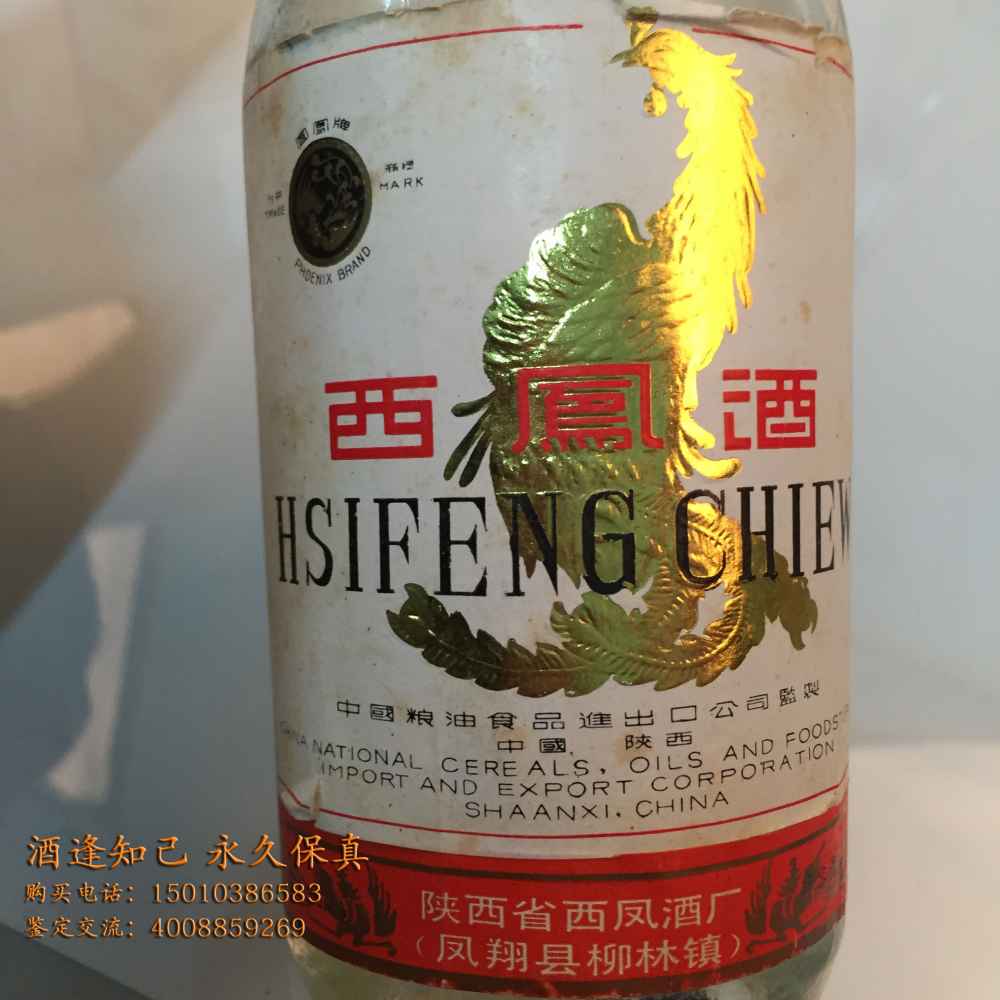 鳳牌
TRADE
MARK
PHOENIX BRAND
西鳳酒
HSIFENG CHIEW
中國粮油食品進出口公司監製
中國 陝西
CHINA NATIONAL CEREALS, OILS AND FOODSTUFFS
IMPORT AND EXPORT CORPORATION
SHAANXI, CHINA
陕西省西凤酒厂
(凤翔县柳林镇)
酒逢知己 永久保真
购买电话：15010386583
鉴定交流：4008859269